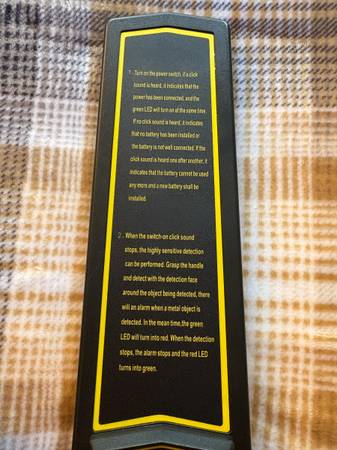 1 . Turn on the power switch, if a click
sound is heard, it indicates that the
power has been connected, and the
green LED will turn on at the same time.
If no click sound is heard, it indicates
that no battery has been installed or
the battery is not well connected. If the
click sound is heard one after another, it
indicates that the battery cannot be used
any more and a new battery shall be
installed.
2 . When the switch-on click sound
stops, the highly sensitive detection
can be performed. Grasp the handle
and detect with the detection face
around the object being detected, there
will an alarm when a metal object is
detected. In the mean time, the green
LED will turn into red. When the detection
stops, the alarm stops and the red LED
turns into green.